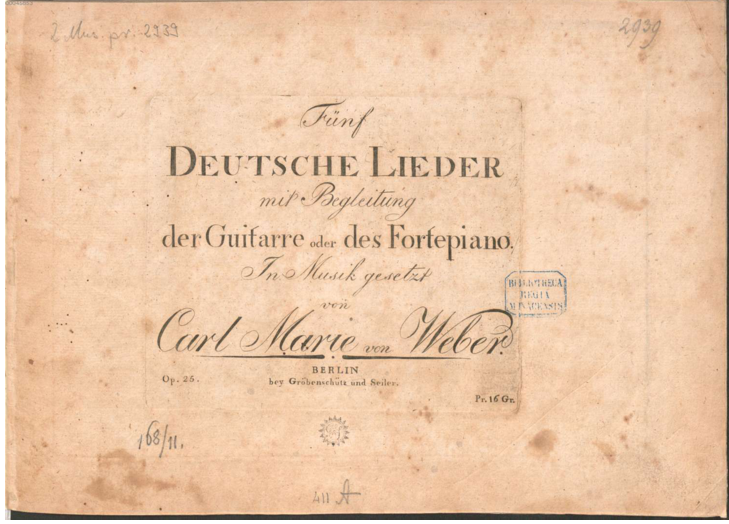 2 Mus. pr. 2939
2939
Fünf
DEUTSCHE LIEDER
mit Begleitung
der Guitarre oder des Fortepiano.
In Musik gesetzt
von
Carl Marie von Weber.
BIBLIOTHECA
REGIA
MONACENSIS
BERLIN
Op. 25.
bey Gröbenschütz und Seiler.
Pr. 16 Gr.
168/11.
411 A